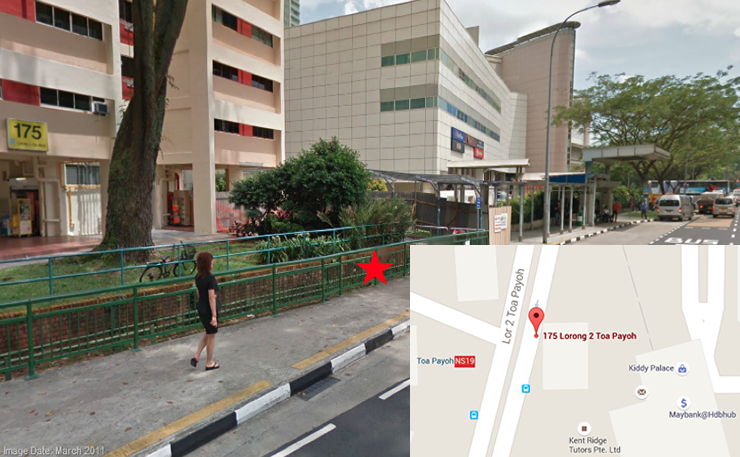 175
BUS
Lor 2 Toa Payoh
175 Lorong 2 Toa Payoh
Toa Payoh NS19
Kiddy Palace
Maybank@Hdbhub
Kent Ridge
Tutors Pte. Ltd
Image Date: March 2011